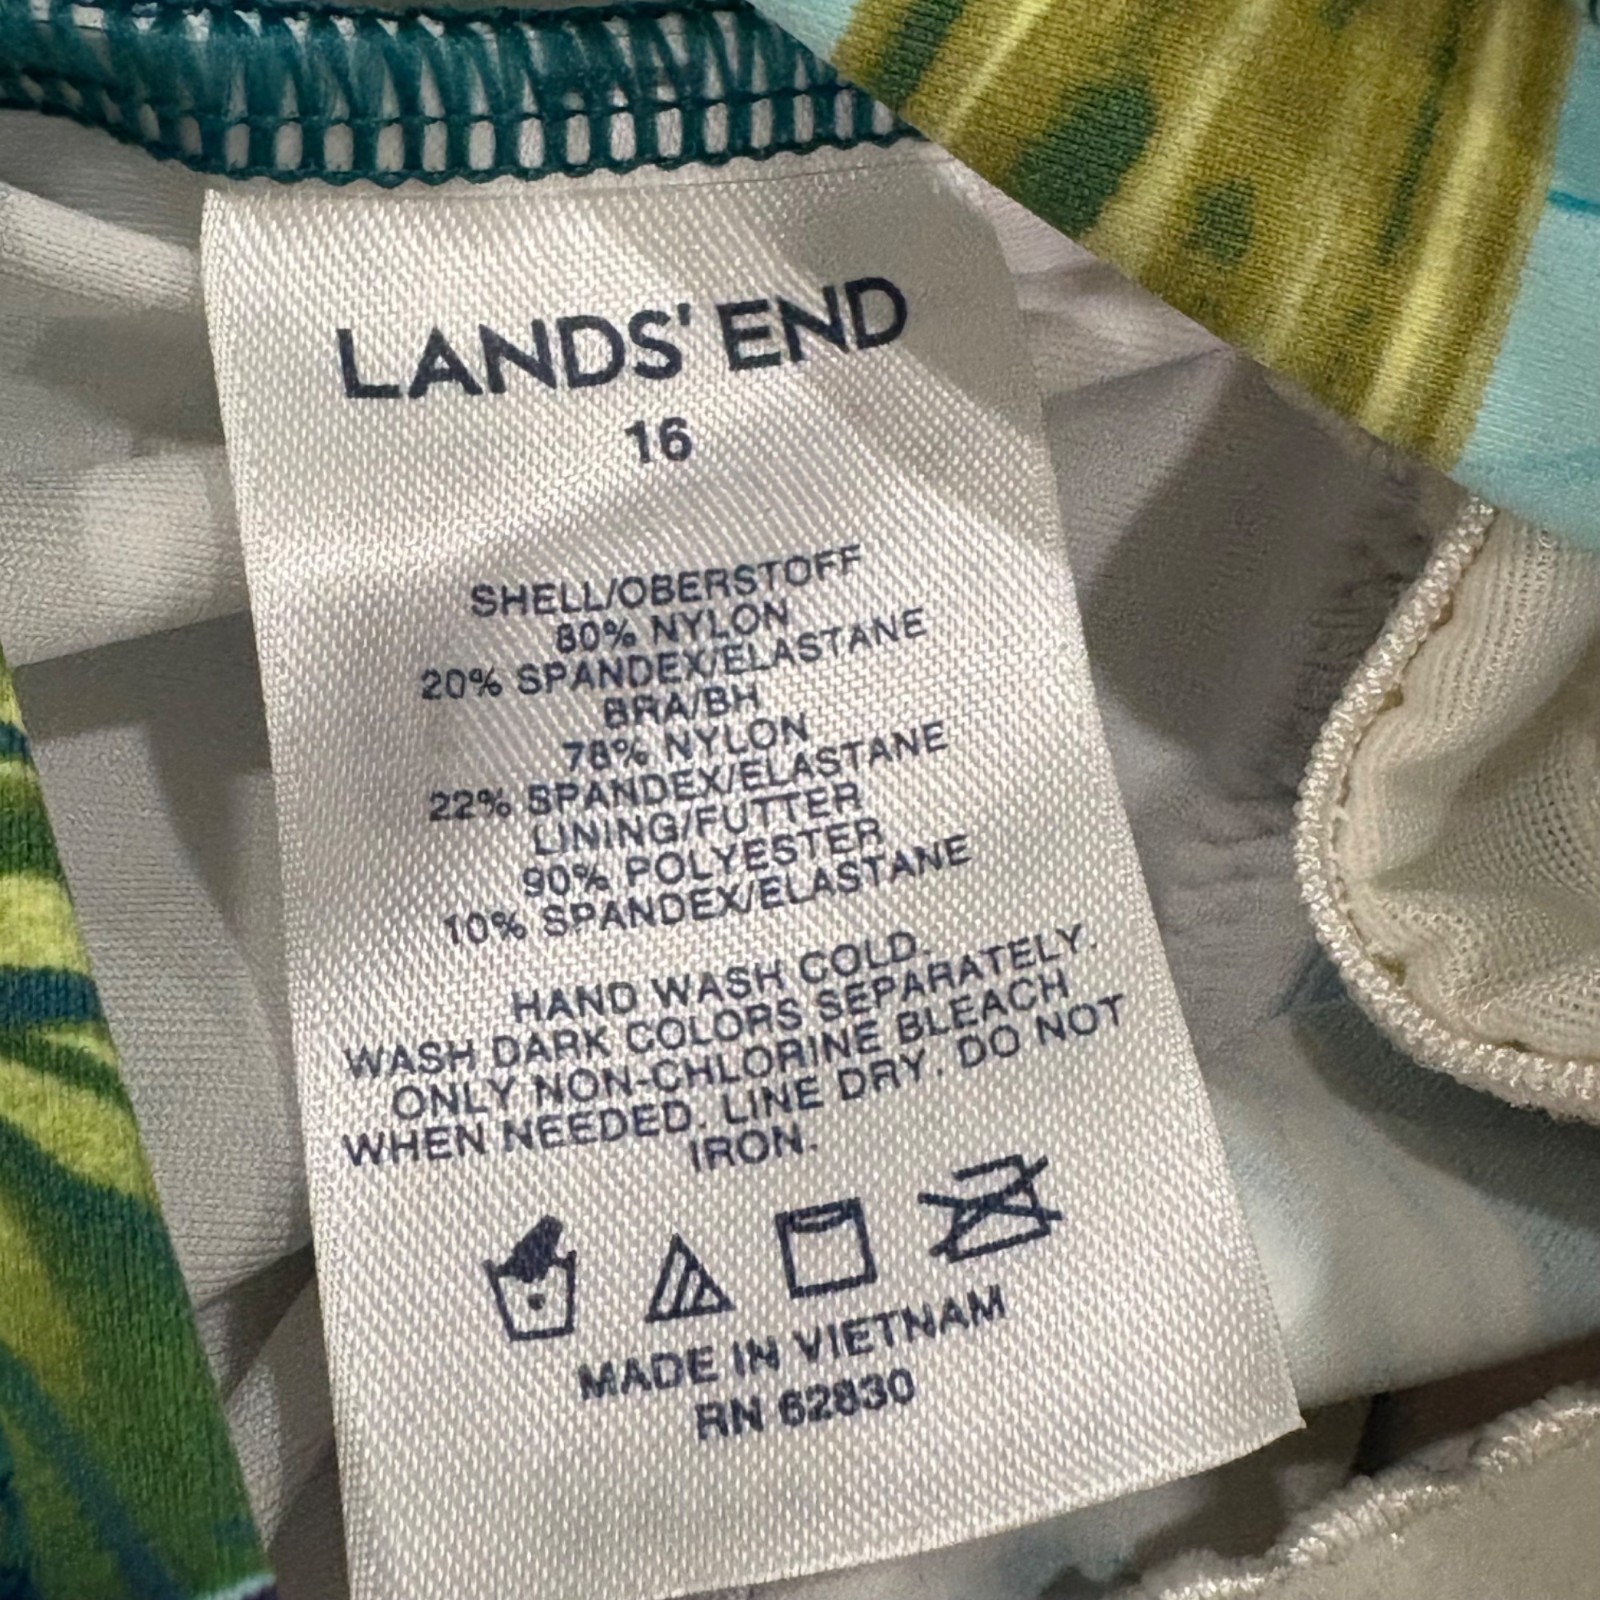 LANDS' END
16
SHELL/OBERSTOFF
80% NYLON
20% SPANDEX/ELASTANE
BRA/BH
78% NYLON
22% SPANDEX/ELASTANE
LINING/FUTTER
90% POLYESTER
10% SPANDEX/ELASTANE
HAND WASH COLD.
WASH DARK COLORS SEPARATELY.
ONLY NON-CHLORINE BLEACH
WHEN NEEDED. LINE DRY. DO NOT
IRON.
MADE IN VIETNAM
RN 62830